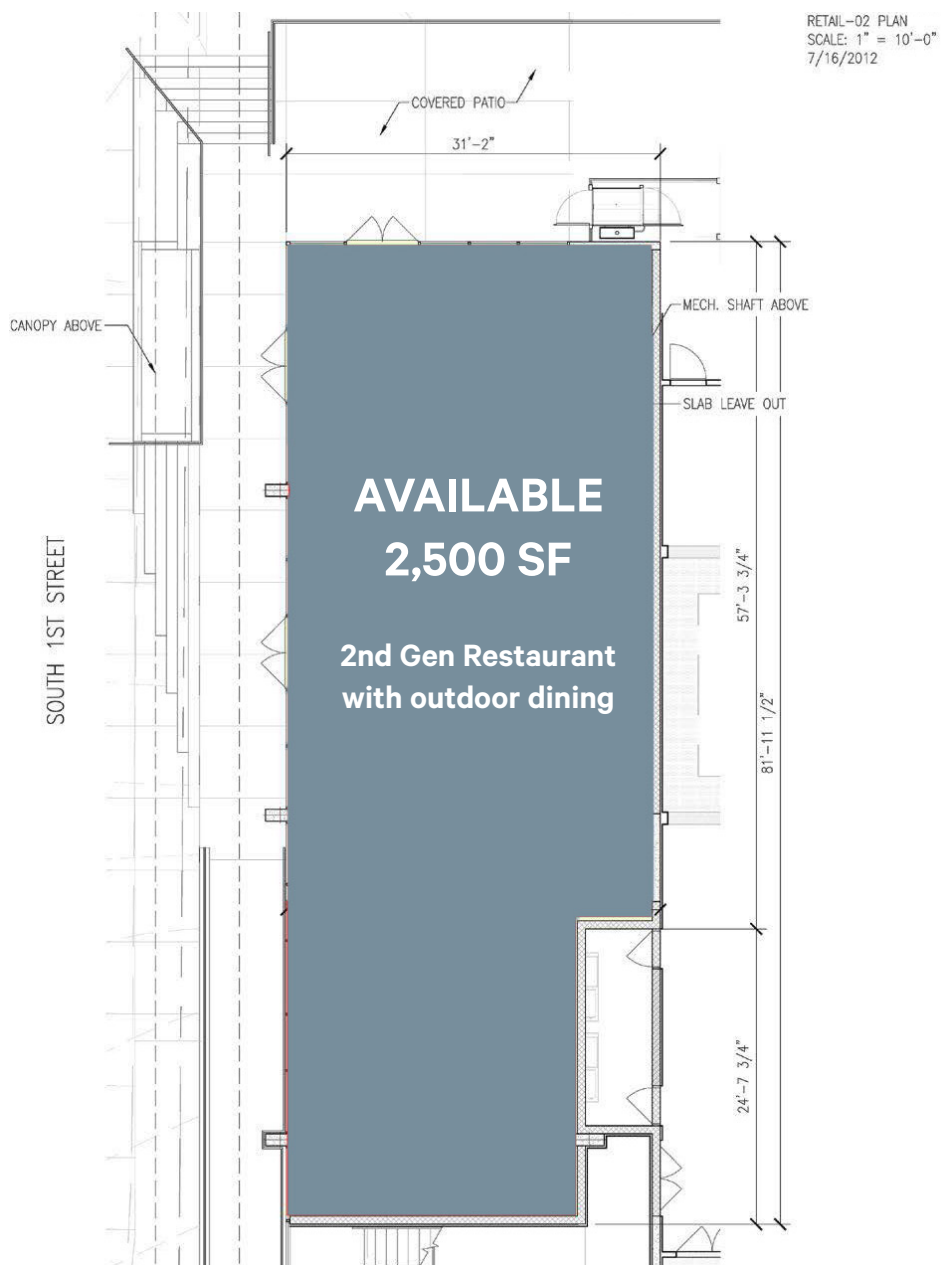 RETAIL-02 PLAN
SCALE: 1" = 10'-0"
7/16/2012
COVERED PATIO
31'-2"
MECH. SHAFT ABOVE
CANOPY ABOVE
SLAB LEAVE OUT
AVAILABLE
2,500 SF
2nd Gen Restaurant
with outdoor dining
SOUTH 1ST STREET
57'-3 3/4"
81'-11 1/2"
24'-7 3/4"